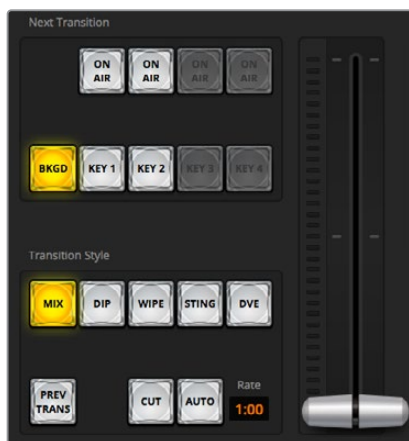 Next Transition
ON AIR ON AIR ON AIR ON AIR
BKGD KEY 1 KEY 2 KEY 3 KEY 4
Transition Style
MIX DIP WIPE STING DVE
Rate
PREV TRANS CUT AUTO 1:00